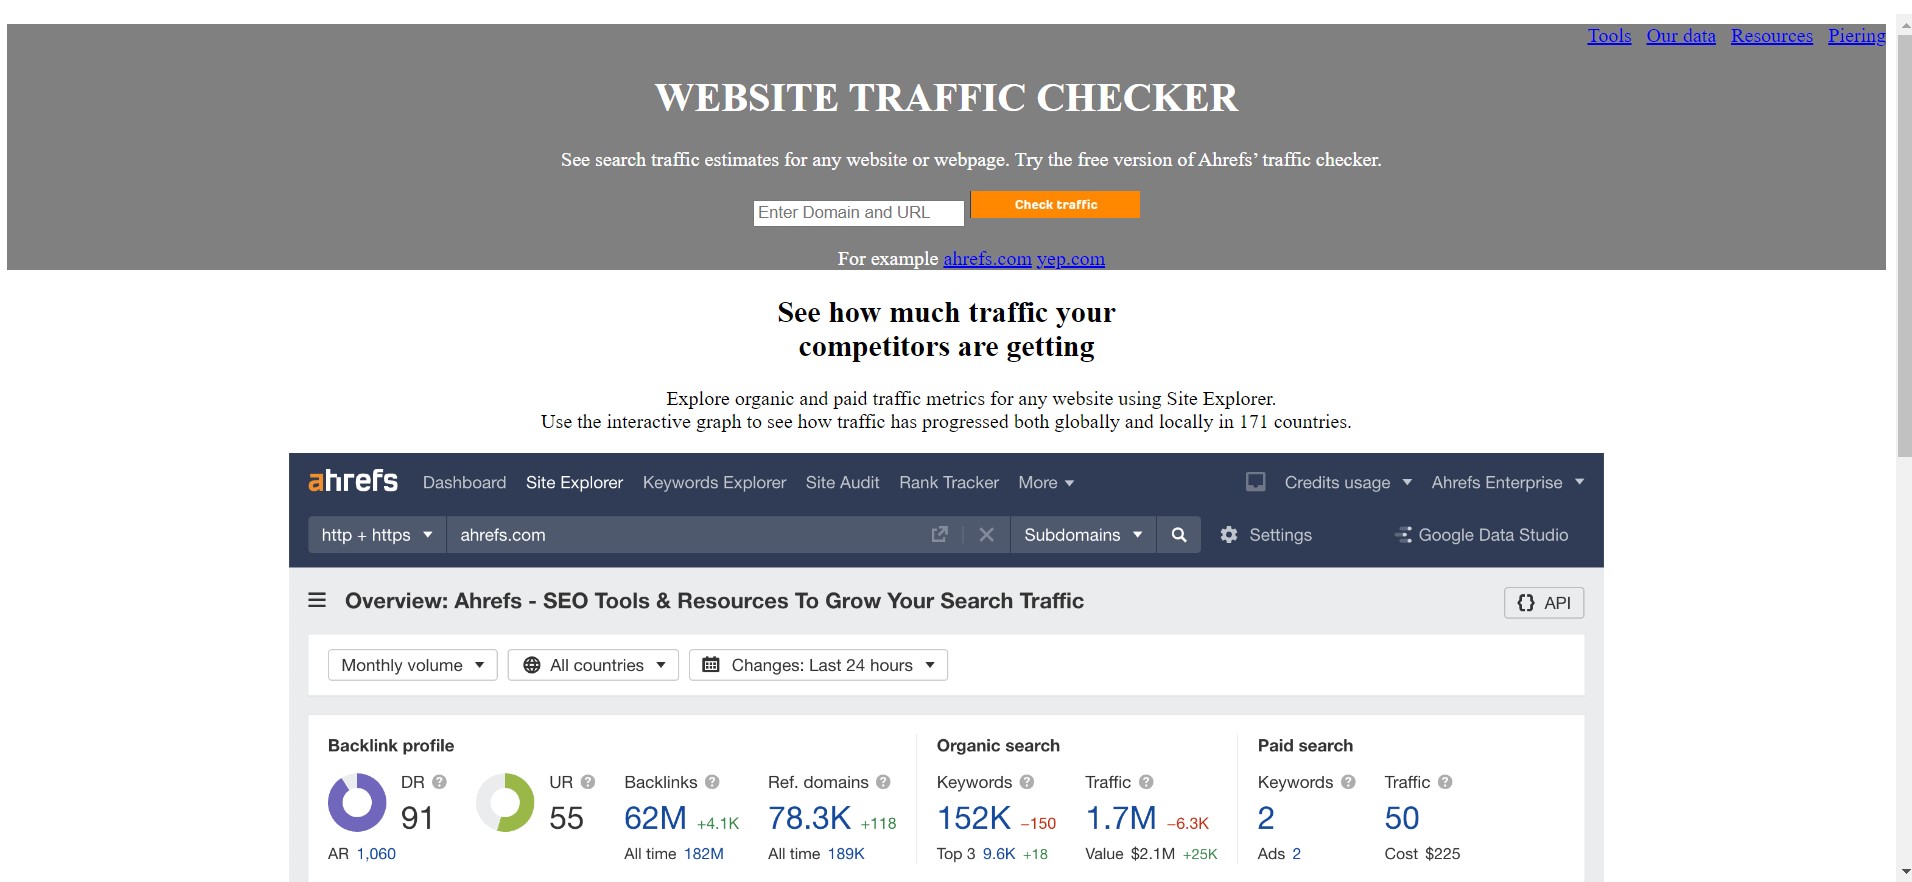 Tools Our data Resources Piering
WEBSITE TRAFFIC CHECKER
See search traffic estimates for any website or webpage. Try the free version of Ahrefs’ traffic checker.
Enter Domain and URL Check traffic
For example ahrefs.com yep.com
See how much traffic your
competitors are getting
Explore organic and paid traffic metrics for any website using Site Explorer.
Use the interactive graph to see how traffic has progressed both globally and locally in 171 countries.
ahrefs Dashboard Site Explorer Keywords Explorer Site Audit Rank Tracker More Credits usage Ahrefs Enterprise
http + https ahrefs.com Subdomains Settings Google Data Studio
Overview: Ahrefs - SEO Tools & Resources To Grow Your Search Traffic {} API
Monthly volume All countries Changes: Last 24 hours
Backlink profile Organic search Paid search
DR ? UR ? Backlinks ? Ref. domains ? Keywords ? Traffic ? Keywords ? Traffic ?
91 55 62M +4.1K 78.3K +118 152K −150 1.7M −6.3K 2 50
AR 1,060 All time 182M All time 189K Top 3 9.6K +18 Value $2.1M +25K Ads 2 Cost $225